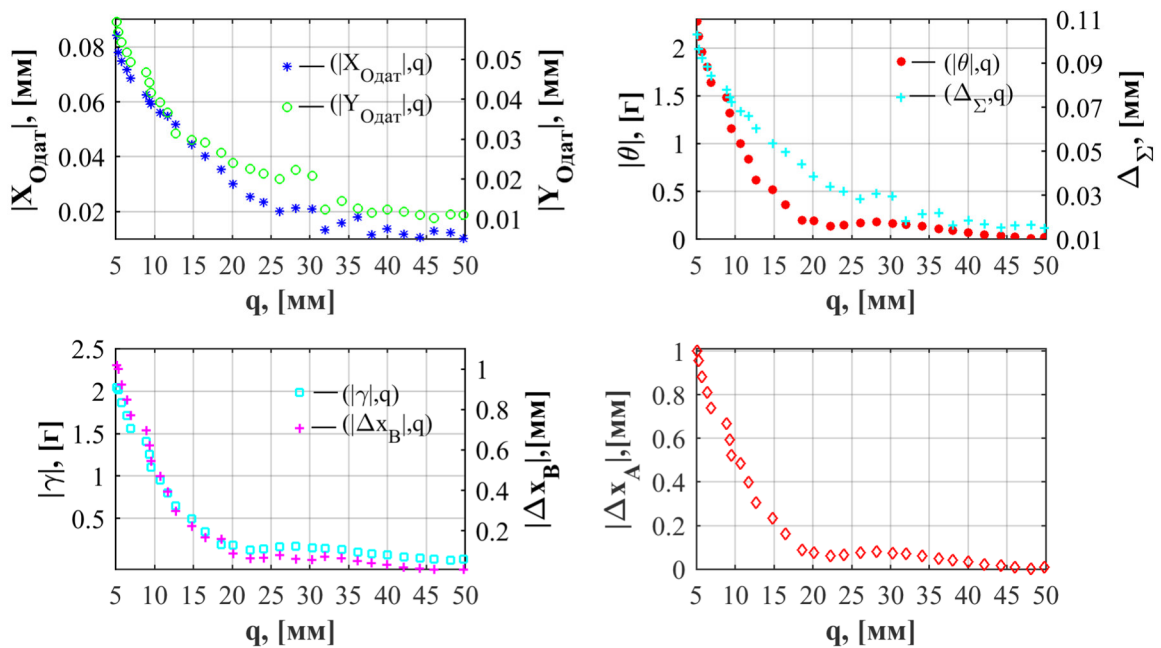 |X_Одат|, [мм]
0.08
0.06
0.04
0.02
✱ —(|X_Одат|,q)
○ —(|Y_Одат|,q)
0.05
0.04
0.03
0.02
0.01
|Y_Одат|, [мм]
5 10 15 20 25 30 35 40 45 50
q, [мм]
|θ|, [г]
2
1.5
1
0.5
0
● —(|θ|,q)
+ —(Δ_Σ,q)
0.11
0.09
0.07
0.05
0.03
0.01
Δ_Σ, [мм]
5 10 15 20 25 30 35 40 45 50
q, [мм]
|γ|, [г]
2.5
2
1.5
1
0.5
□ —(|γ|,q)
+ —(|Δx_B|,q)
1
0.8
0.6
0.4
0.2
|Δx_B|,[мм]
5 10 15 20 25 30 35 40 45 50
q, [мм]
|Δx_A|,[мм]
1
0.8
0.6
0.4
0.2
0
5 10 15 20 25 30 35 40 45 50
q, [мм]